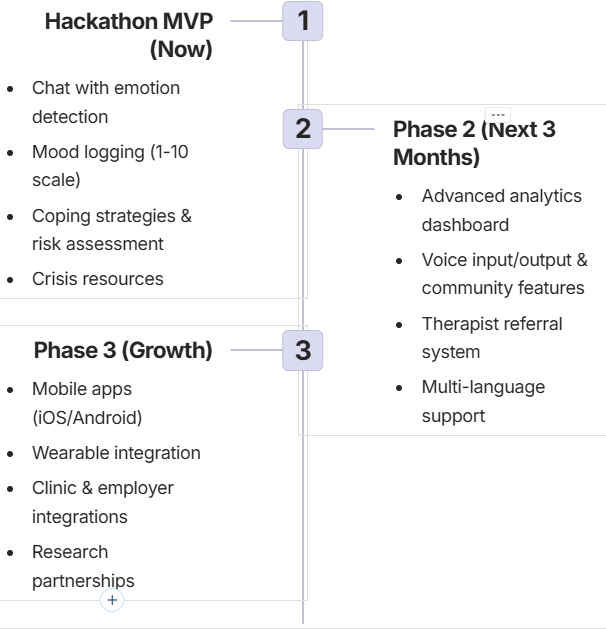 Hackathon MVP
(Now)
1
• Chat with emotion
detection
• Mood logging (1-10
scale)
• Coping strategies &
risk assessment
• Crisis resources
2
Phase 2 (Next 3
Months)
• Advanced analytics
dashboard
• Voice input/output &
community features
• Therapist referral
system
• Multi-language
support
Phase 3 (Growth)
3
• Mobile apps
(iOS/Android)
• Wearable integration
• Clinic & employer
integrations
• Research
partnerships